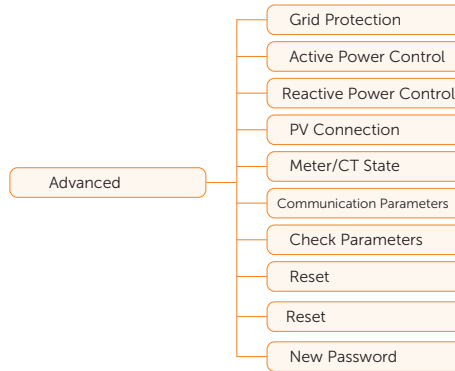 Grid Protection
Active Power Control
Reactive Power Control
PV Connection
Advanced
Meter/CT State
Communication Parameters
Check Parameters
Reset
Reset
New Password